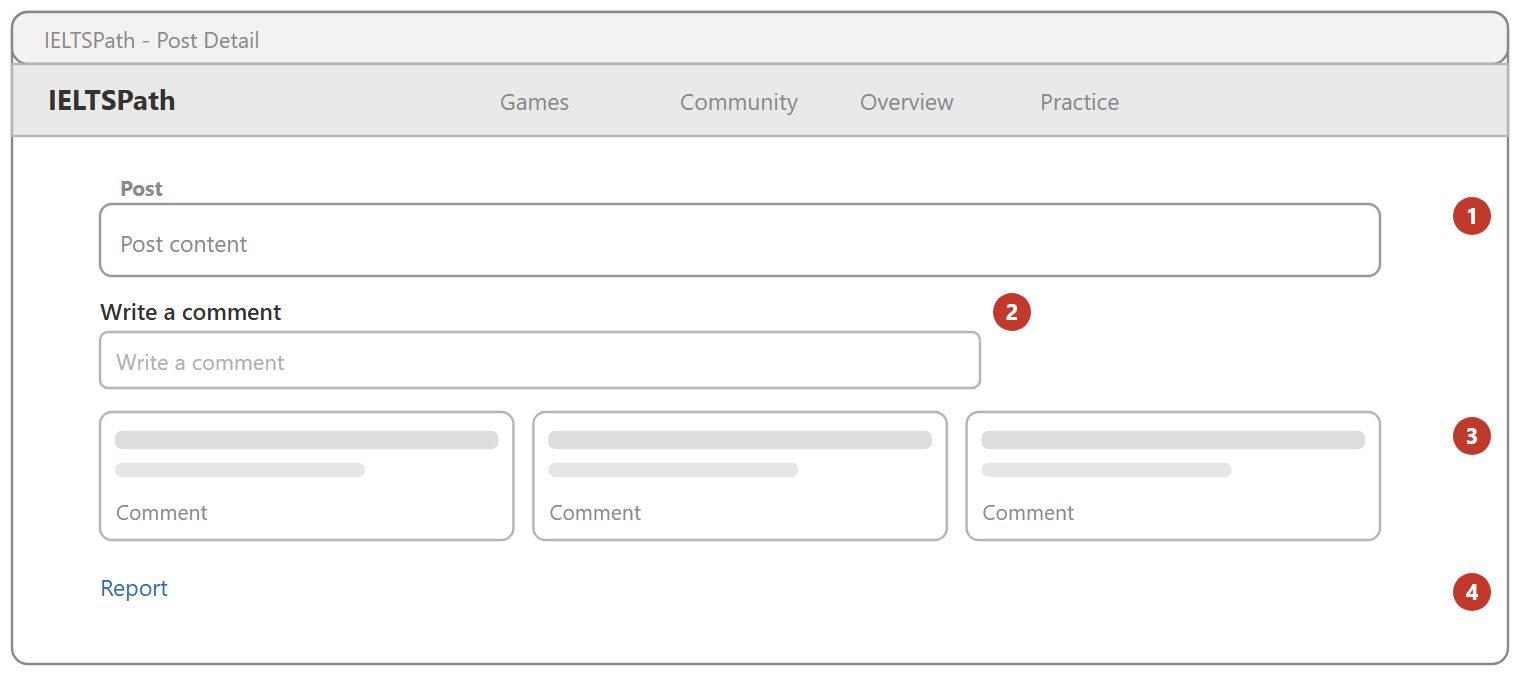 IELTSPath - Post Detail
IELTSPath Games Community Overview Practice
Post
1
Post content
Write a comment
2
Write a comment
3
Comment Comment Comment
Report
4